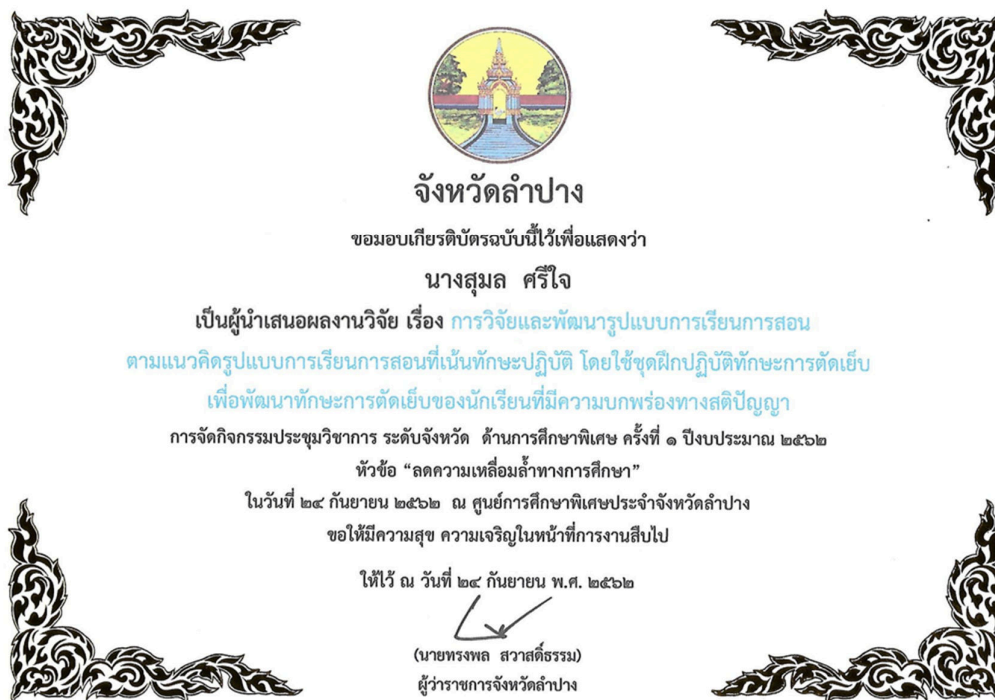 จังหวัดลำปาง
ขอมอบเกียรติบัตรฉบับนี้ไว้เพื่อแสดงว่า
นางสุมล ศรีใจ
เป็นผู้นำเสนอผลงานวิจัย เรื่อง การวิจัยและพัฒนารูปแบบการเรียนการสอน
ตามแนวคิดรูปแบบการเรียนการสอนที่เน้นทักษะปฏิบัติ โดยใช้ชุดฝึกปฏิบัติทักษะการตัดเย็บ
เพื่อพัฒนาทักษะการตัดเย็บของนักเรียนที่มีความบกพร่องทางสติปัญญา
การจัดกิจกรรมประชุมวิชาการ ระดับจังหวัด ด้านการศึกษาพิเศษ ครั้งที่ ๑ ปีงบประมาณ ๒๕๖๒
หัวข้อ “ลดความเหลื่อมล้ำทางการศึกษา”
ในวันที่ ๒๔ กันยายน ๒๕๖๒ ณ ศูนย์การศึกษาพิเศษประจำจังหวัดลำปาง
ขอให้มีความสุข ความเจริญในหน้าที่การงานสืบไป
ให้ไว้ ณ วันที่ ๒๔ กันยายน พ.ศ. ๒๕๖๒
(นายทรงพล สวาสดิ์ธรรม)
ผู้ว่าราชการจังหวัดลำปาง